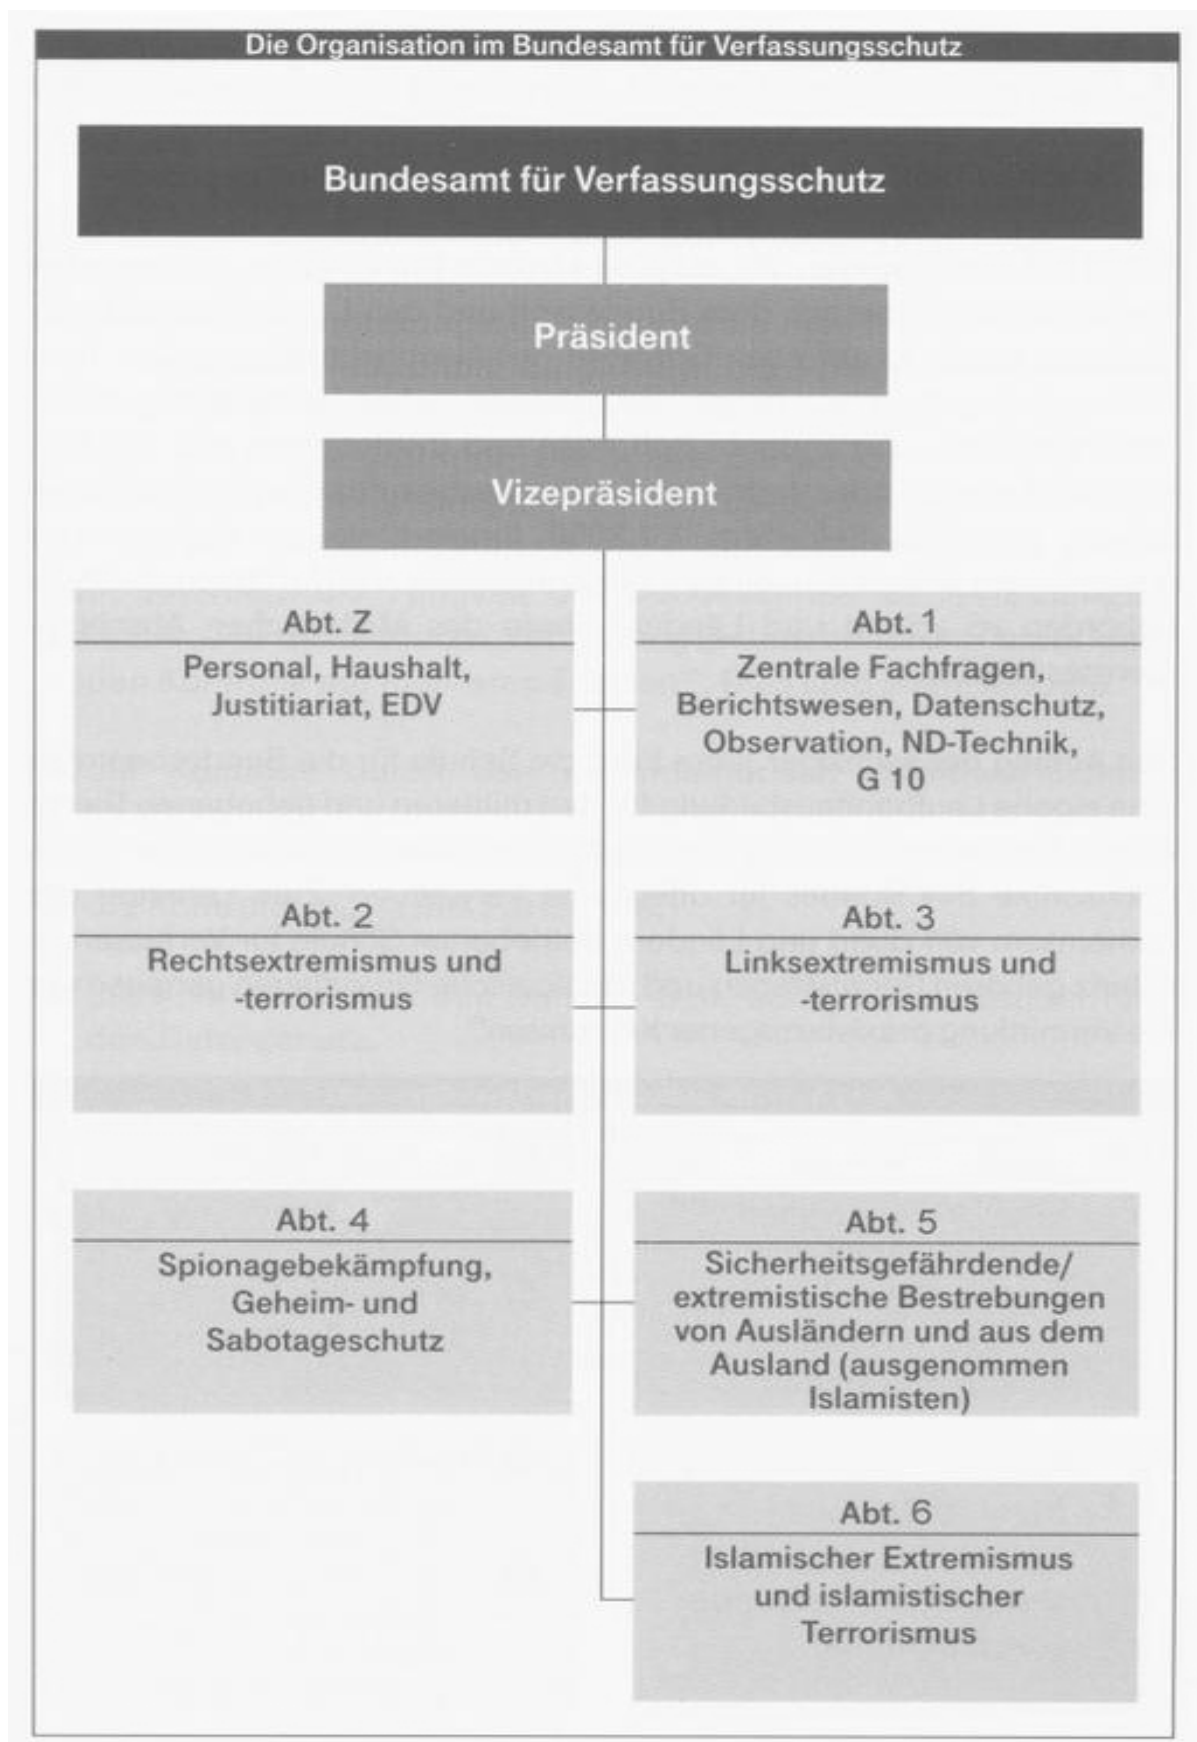 Die Organisation im Bundesamt für Verfassungsschutz
Bundesamt für Verfassungsschutz
Präsident
Vizepräsident
Abt. Z
Personal, Haushalt,
Justitiariat, EDV
Abt. 1
Zentrale Fachfragen,
Berichtswesen, Datenschutz,
Observation, ND-Technik,
G 10
Abt. 2
Rechtsextremismus und
-terrorismus
Abt. 3
Linksextremismus und
-terrorismus
Abt. 4
Spionagebekämpfung,
Geheim- und
Sabotageschutz
Abt. 5
Sicherheitsgefährdende/
extremistische Bestrebungen
von Ausländern und aus dem
Ausland (ausgenommen
Islamisten)
Abt. 6
Islamischer Extremismus
und islamistischer
Terrorismus